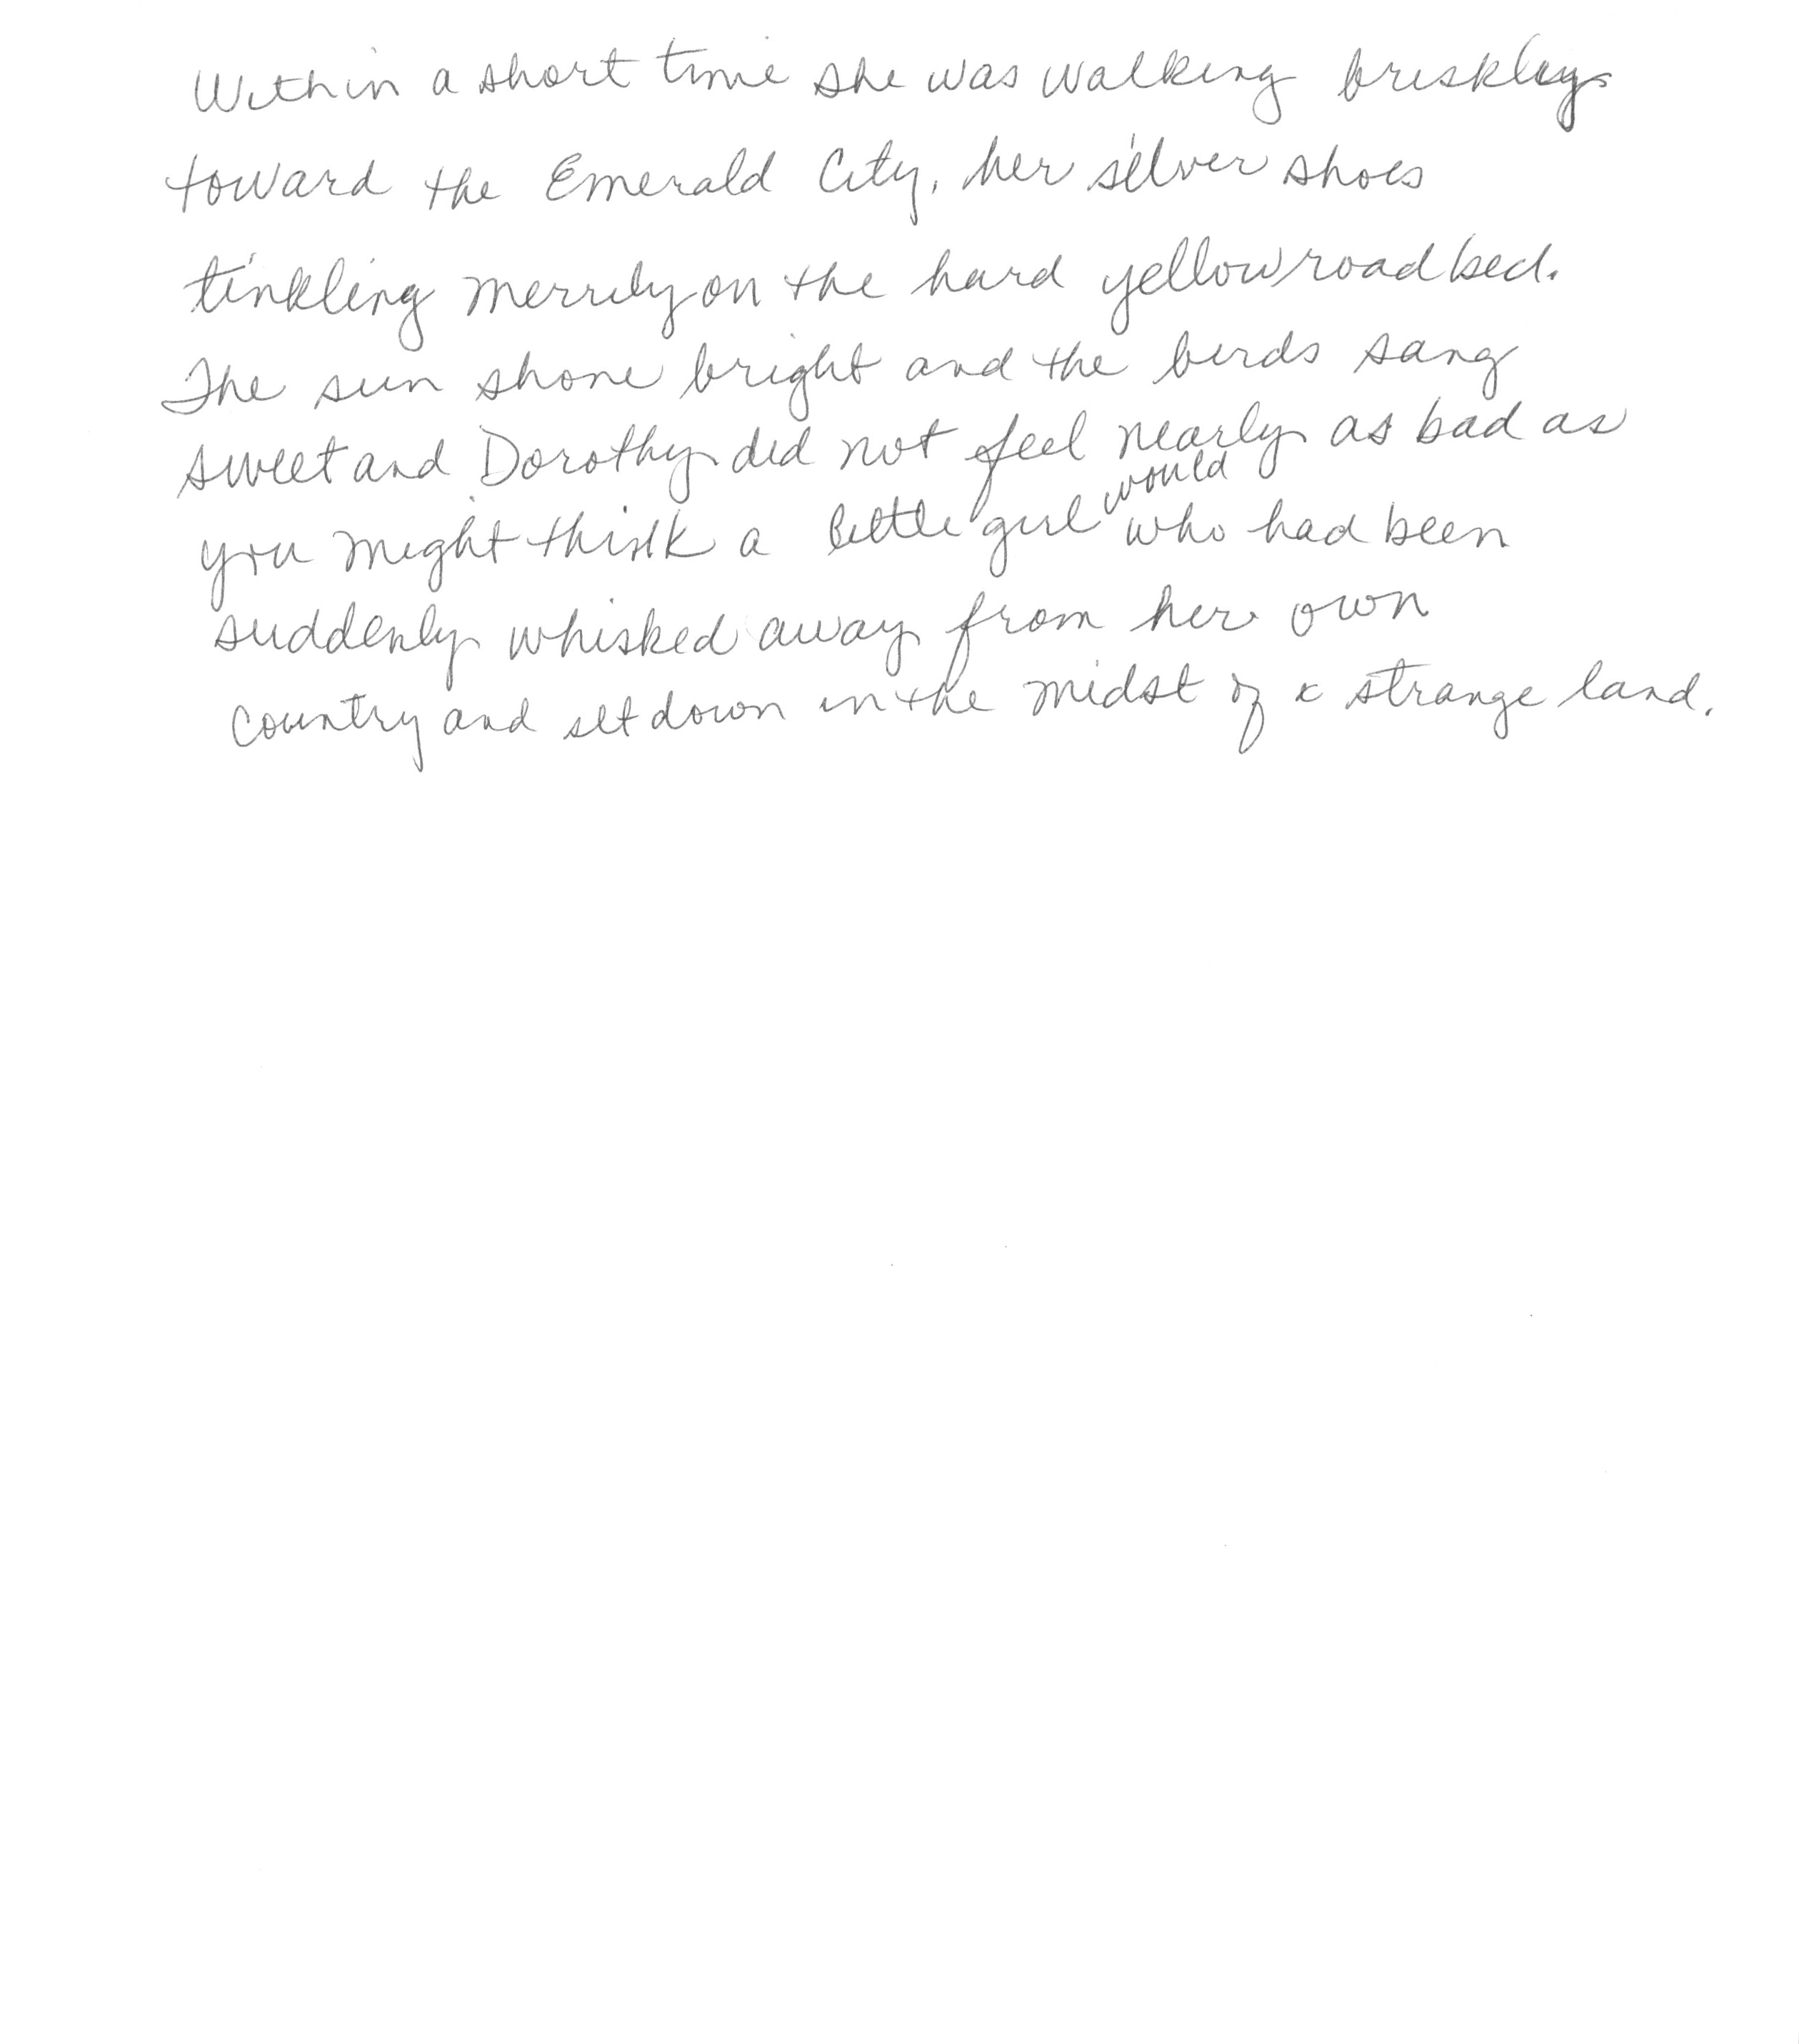 Within a short time she was walking briskly
toward the Emerald City, her silver shoes
tinkling merrily on the hard yellow road bed.
The sun shone bright and the birds sang
sweet and Dorothy did not feel nearly as bad as
you might think a little girl would who had been
suddenly whisked away from her own
country and set down in the midst of a strange land.